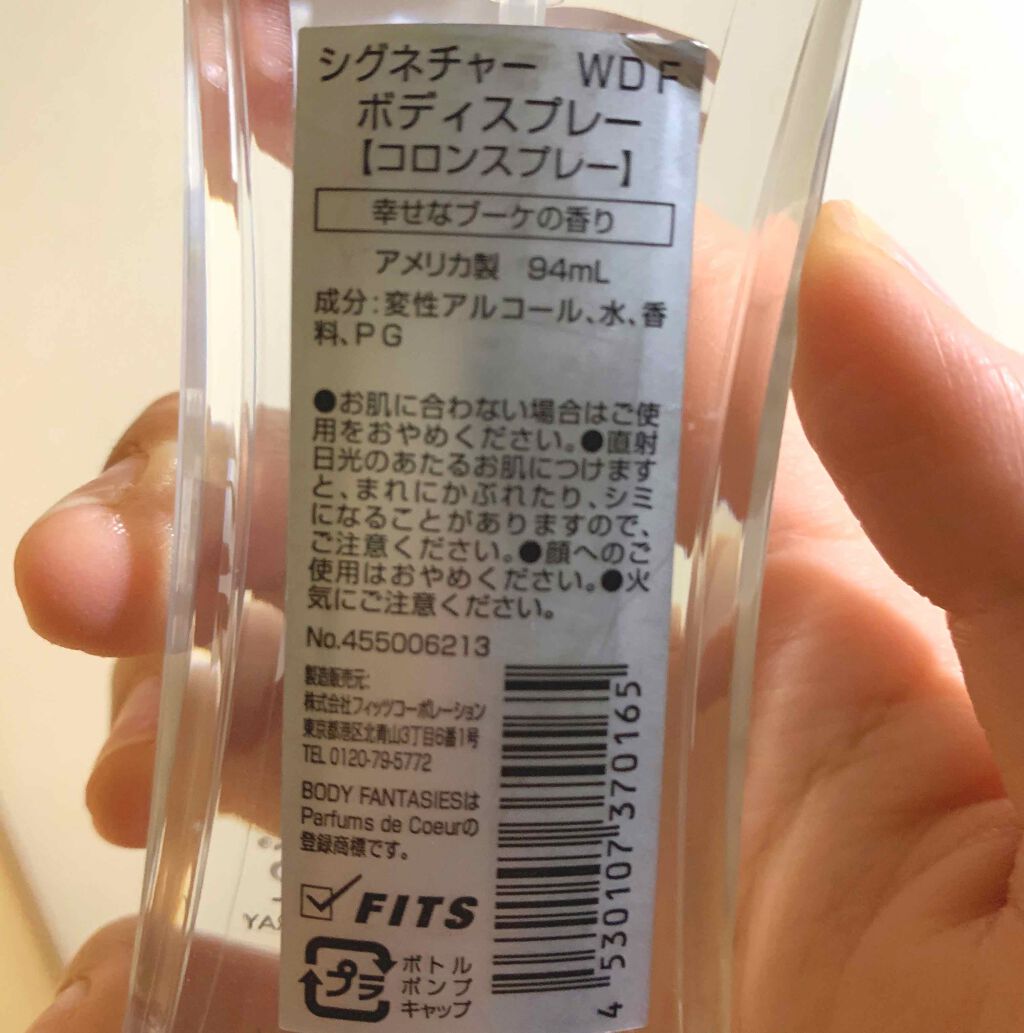 シグネチャー WDF
ボディスプレー
【コロンスプレー】
幸せなブーケの香り
アメリカ製 94mL
成分:変性アルコール、水、香
料、PG
●お肌に合わない場合はご使
用をおやめください。●直射
日光のあたるお肌につけます
と、まれにかぶれたり、シミ
になることがありますので、
ご注意ください。●顔へのご
使用はおやめください。●火
気にご注意ください。
No.455006213
製造販売元:
株式会社フィッツコーポレーション
東京都港区北青山3丁目6番1号
TEL 0120-79-5772
BODY FANTASIESは
Parfums de Coeurの
登録商標です。
FITS
プラ
ボトル
ポンプ
キャップ
4 530107 370165